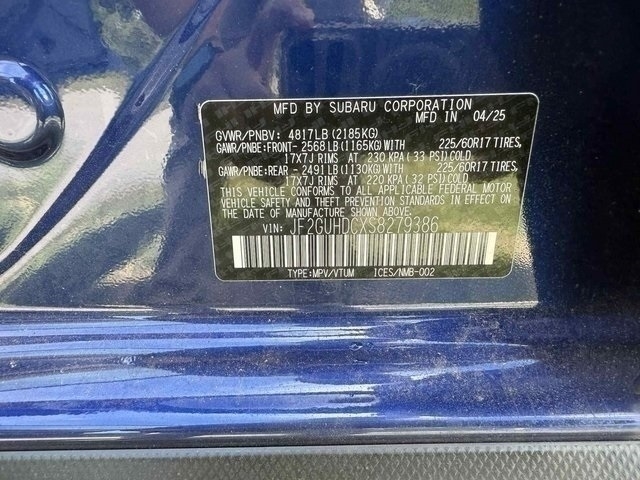 MFD BY SUBARU CORPORATION
MFD IN 04/25
GVWR/PNBV: 4817LB (2185KG)
GAWR/PNBE:FRONT- 2568LB(1165KG)WITH 225/60R17 TIRES,
17X7J RIMS AT 230 KPA(33 PSI)COLD
GAWR/PNBE:REAR - 2491LB(1130KG)WITH 225/60R17 TIRES,
17X7J RIMS AT 220 KPA(32 PSI)COLD
THIS VEHICLE CONFORMS TO ALL APPLICABLE FEDERAL MOTOR
VEHICLE SAFETY AND THEFT PREVENTION STANDARDS IN EFFECT
ON THE DATE OF MANUFACTURE SHOWN ABOVE.
VIN: JF2GUHDCXS8279386
TYPE:MPV/VTUM ICES/NMB-002